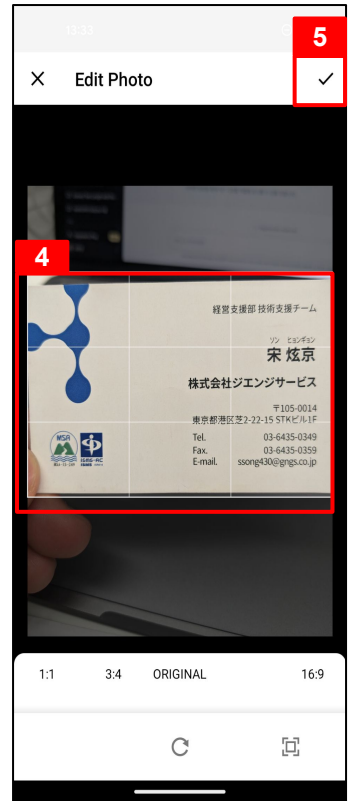 13:33
5
Edit Photo
4
経営支援部 技術支援チーム
ソン ヒョンギョン
宋 炫京
株式会社ジエンジサービス
〒105-0014
東京都港区芝2-22-15 STKビル1F
Tel. 03-6435-0349
Fax. 03-6435-0359
E-mail. ssong430@gngs.co.jp
MSA
1:1 3:4 ORIGINAL 16:9